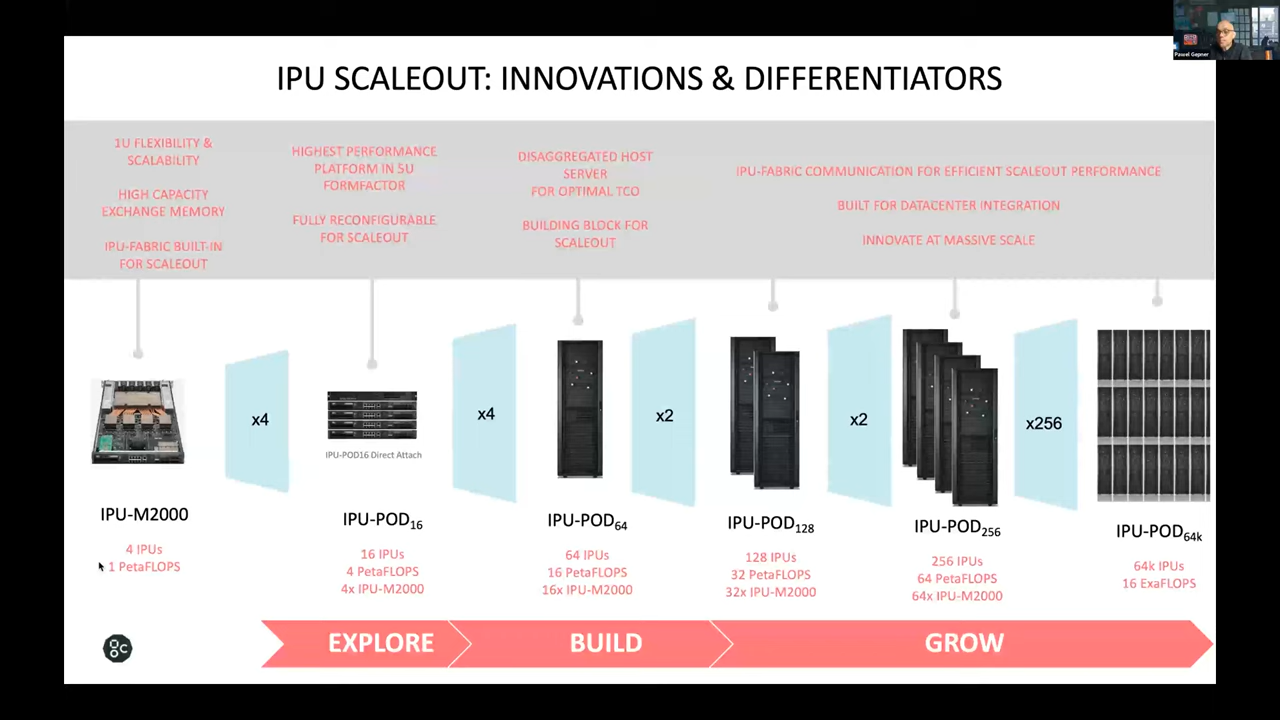 Pawel Gepner
IPU SCALEOUT: INNOVATIONS & DIFFERENTIATORS
1U FLEXIBILITY &
SCALABILITY
HIGH CAPACITY
EXCHANGE MEMORY
IPU-FABRIC BUILT-IN
FOR SCALEOUT
HIGHEST PERFORMANCE
PLATFORM IN 5U
FORMFACTOR
FULLY RECONFIGURABLE
FOR SCALEOUT
DISAGGREGATED HOST
SERVER
FOR OPTIMAL TCO
BUILDING BLOCK FOR
SCALEOUT
IPU-FABRIC COMMUNICATION FOR EFFICIENT SCALEOUT PERFORMANCE
BUILT FOR DATACENTER INTEGRATION
INNOVATE AT MASSIVE SCALE
x4
x4
x2
x2
x256
IPU-POD16 Direct Attach
IPU-M2000
4 IPUs
1 PetaFLOPS
IPU-POD16
16 IPUs
4 PetaFLOPS
4x IPU-M2000
IPU-POD64
64 IPUs
16 PetaFLOPS
16x IPU-M2000
IPU-POD128
128 IPUs
32 PetaFLOPS
32x IPU-M2000
IPU-POD256
256 IPUs
64 PetaFLOPS
64x IPU-M2000
IPU-POD64k
64k IPUs
16 ExaFLOPS
EXPLORE
BUILD
GROW